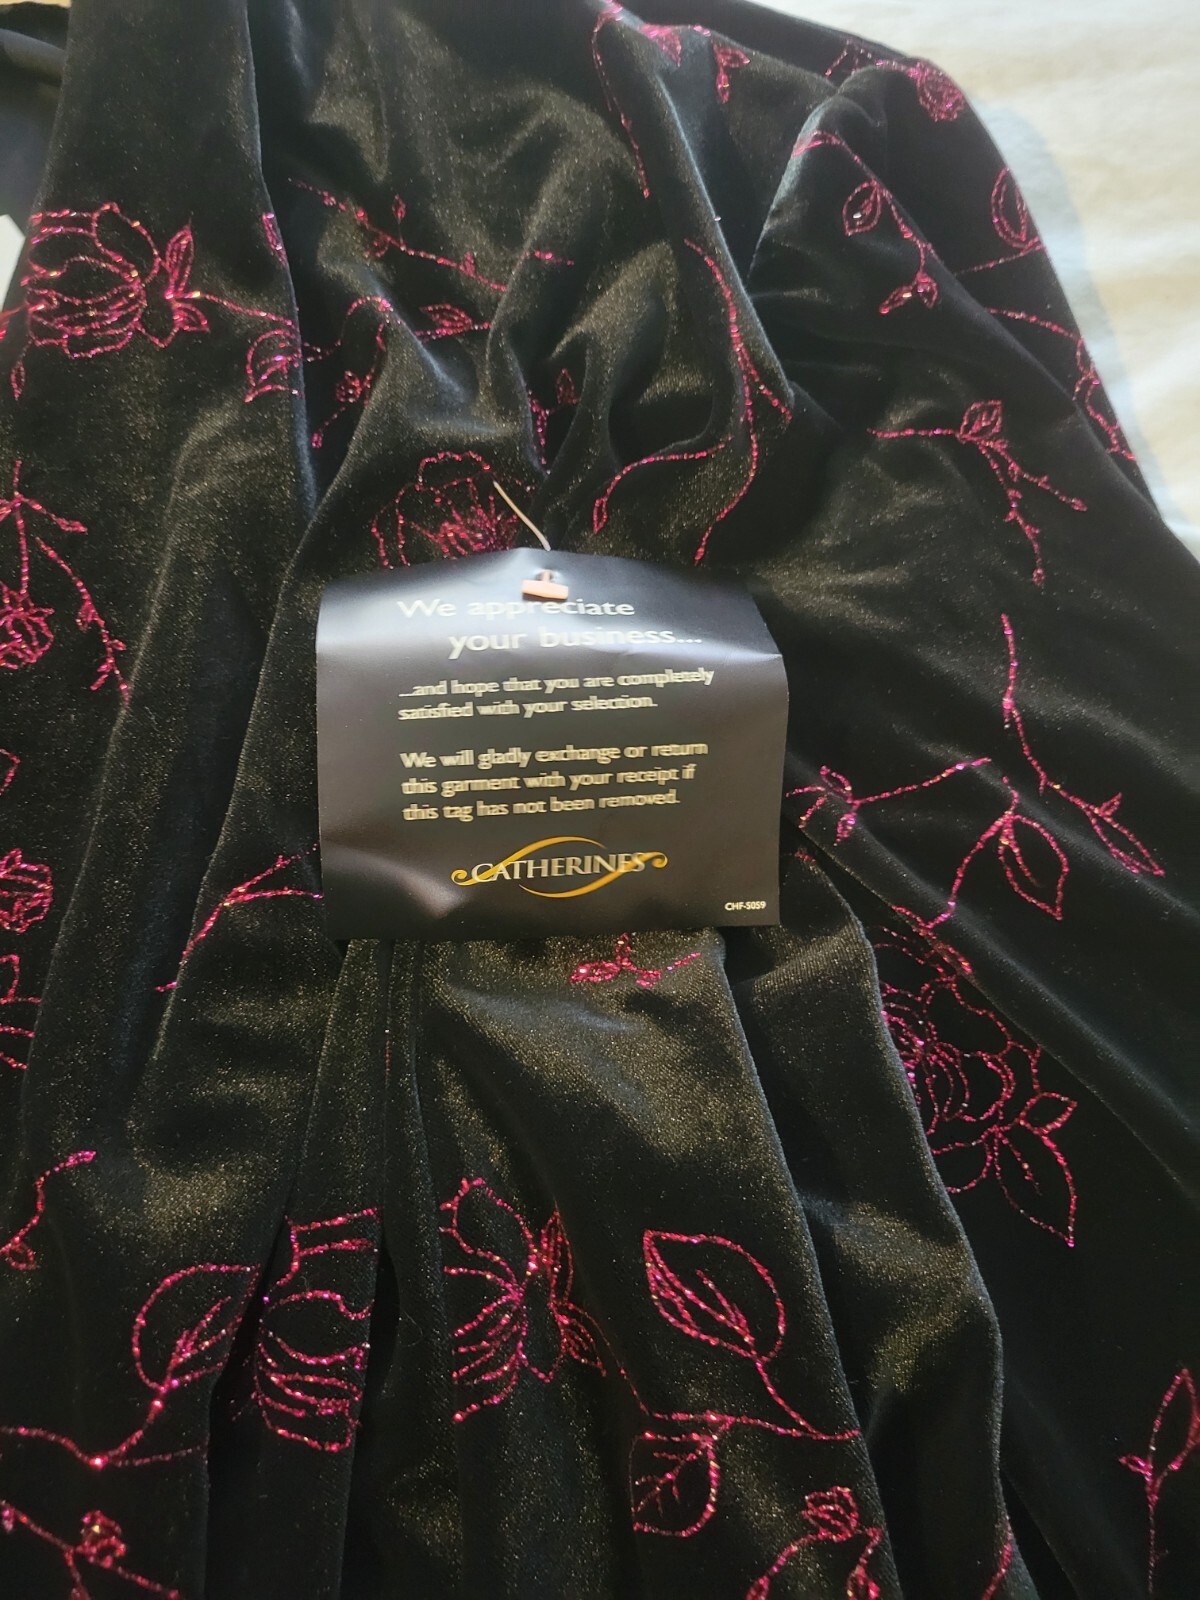 We appreciate
your business...
...and hope that you are completely
satisfied with your selection.
We will gladly exchange or return
this garment with your receipt if
this tag has not been removed.
CATHERINES
CHF-5059